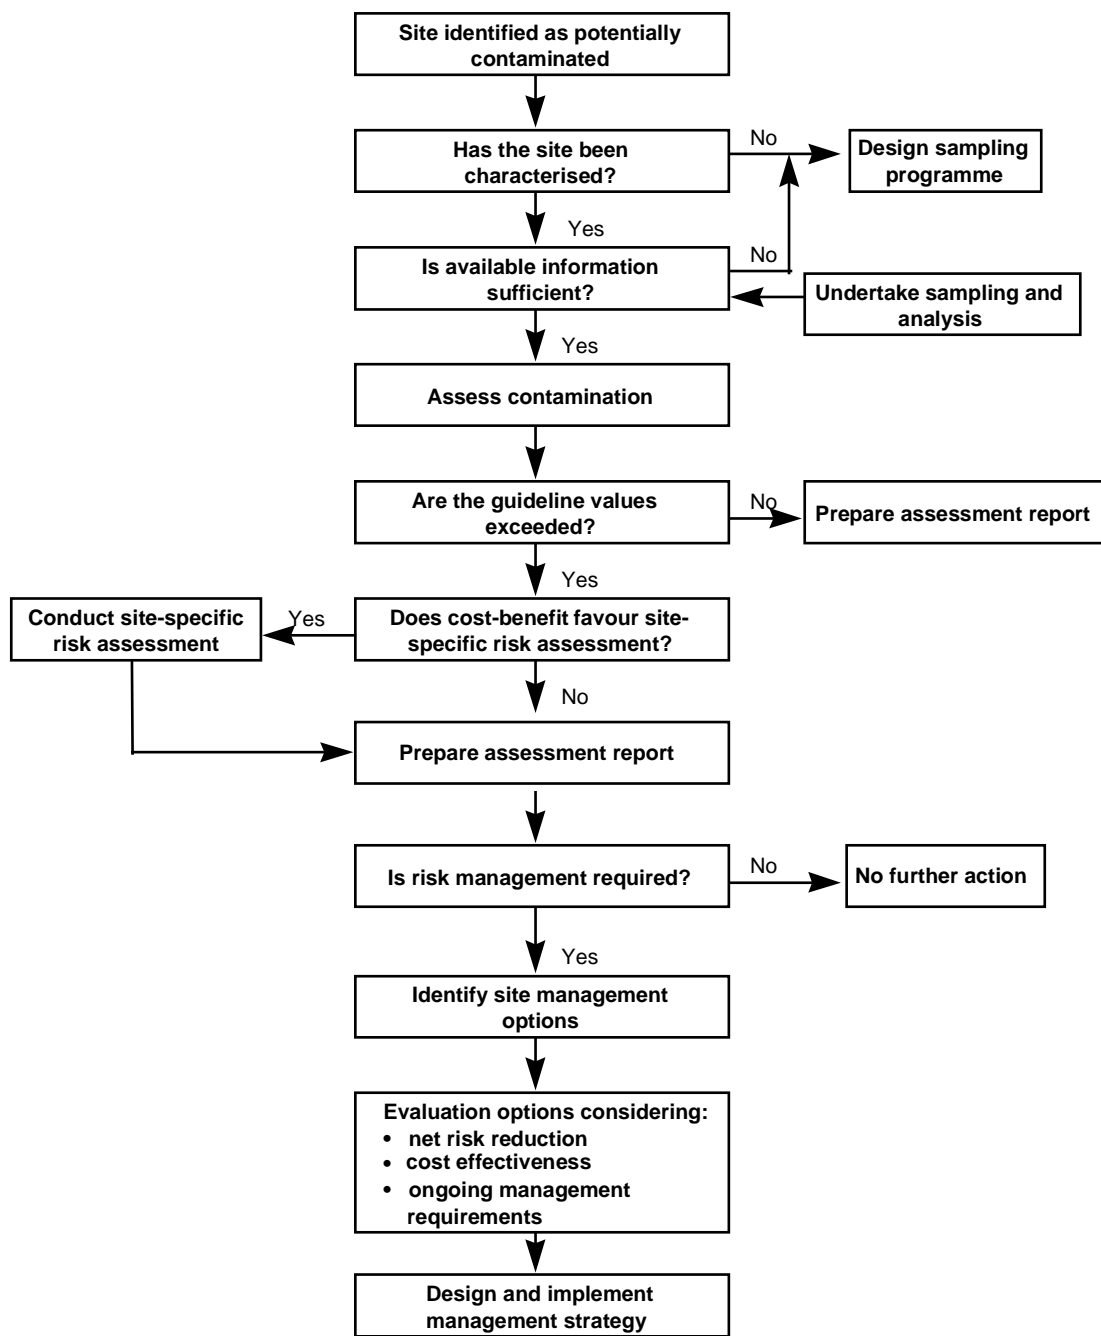 Site identified as potentially
contaminated
Has the site been
characterised?
No
Design sampling
programme
Yes
Is available information
sufficient?
No
Undertake sampling and
analysis
Yes
Assess contamination
Are the guideline values
exceeded?
No
Prepare assessment report
Yes
Conduct site-specific
risk assessment
Yes
Does cost-benefit favour site-
specific risk assessment?
No
Prepare assessment report
Is risk management required?
No
No further action
Yes
Identify site management
options
Evaluation options considering:
• net risk reduction
• cost effectiveness
• ongoing management
requirements
Design and implement
management strategy